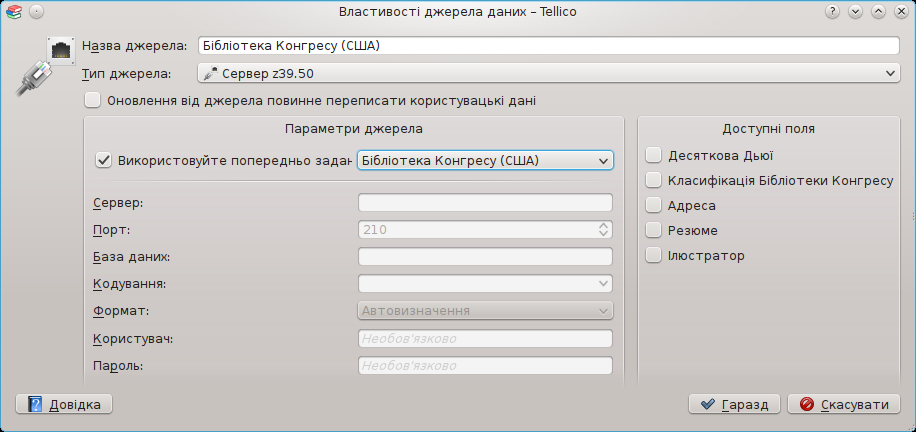 Властивості джерела даних – Tellico
Назва джерела: Бібліотека Конгресу (США)
Тип джерела: Сервер z39.50
Оновлення від джерела повинне переписати користувацькі дані
Параметри джерела
Використовуйте попередньо задан Бібліотека Конгресу (США)
Сервер:
Порт: 210
База даних:
Кодування:
Формат: Автовизначення
Користувач: Необов'язково
Пароль: Необов'язково
Доступні поля
Десяткова Дьюї
Класифікація Бібліотеки Конгресу
Адреса
Резюме
Ілюстратор
Довідка Гаразд Скасувати